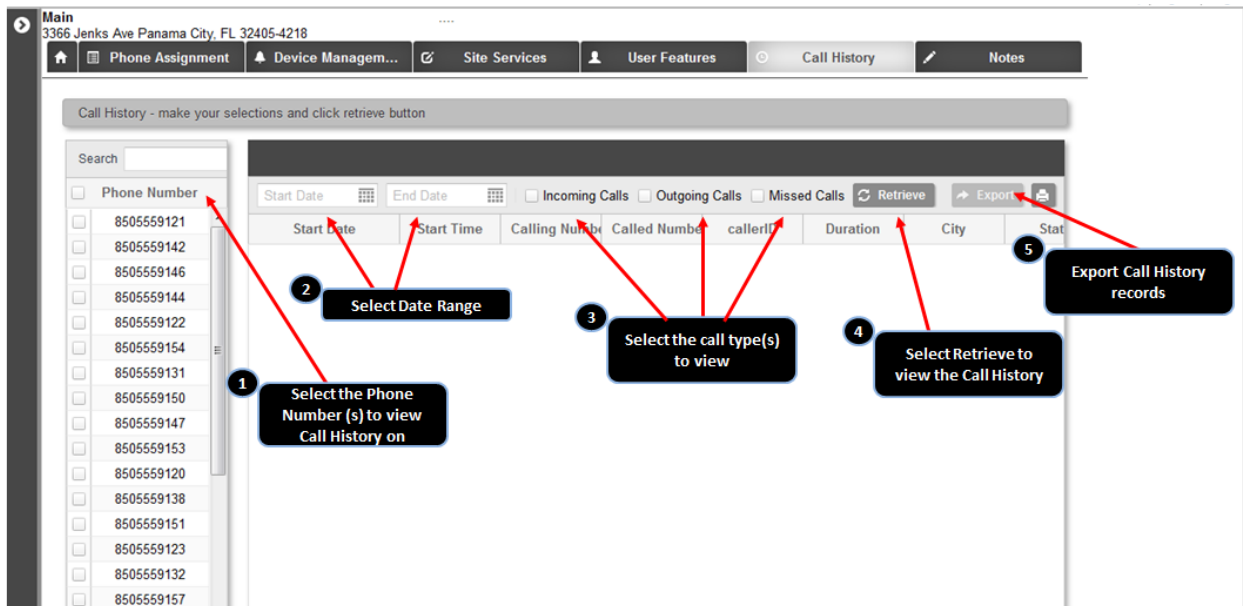 Main
....
3366 Jenks Ave Panama City, FL 32405-4218
Phone Assignment Device Managem... Site Services User Features Call History Notes
Call History - make your selections and click retrieve button
Search
Phone Number
Start Date End Date Incoming Calls Outgoing Calls Missed Calls Retrieve Export
Start Date Start Time Calling Numbe Called Numbe callerID Duration City Stat
8505559121
8505559142
8505559146
8505559144
8505559122
8505559154
8505559131
8505559150
8505559147
8505559153
8505559120
8505559138
8505559151
8505559123
8505559132
8505559157
1
Select the Phone
Number (s) to view
Call History on
2
Select Date Range
3
Select the call type(s)
to view
4
Select Retrieve to
view the Call History
5
Export Call History
records